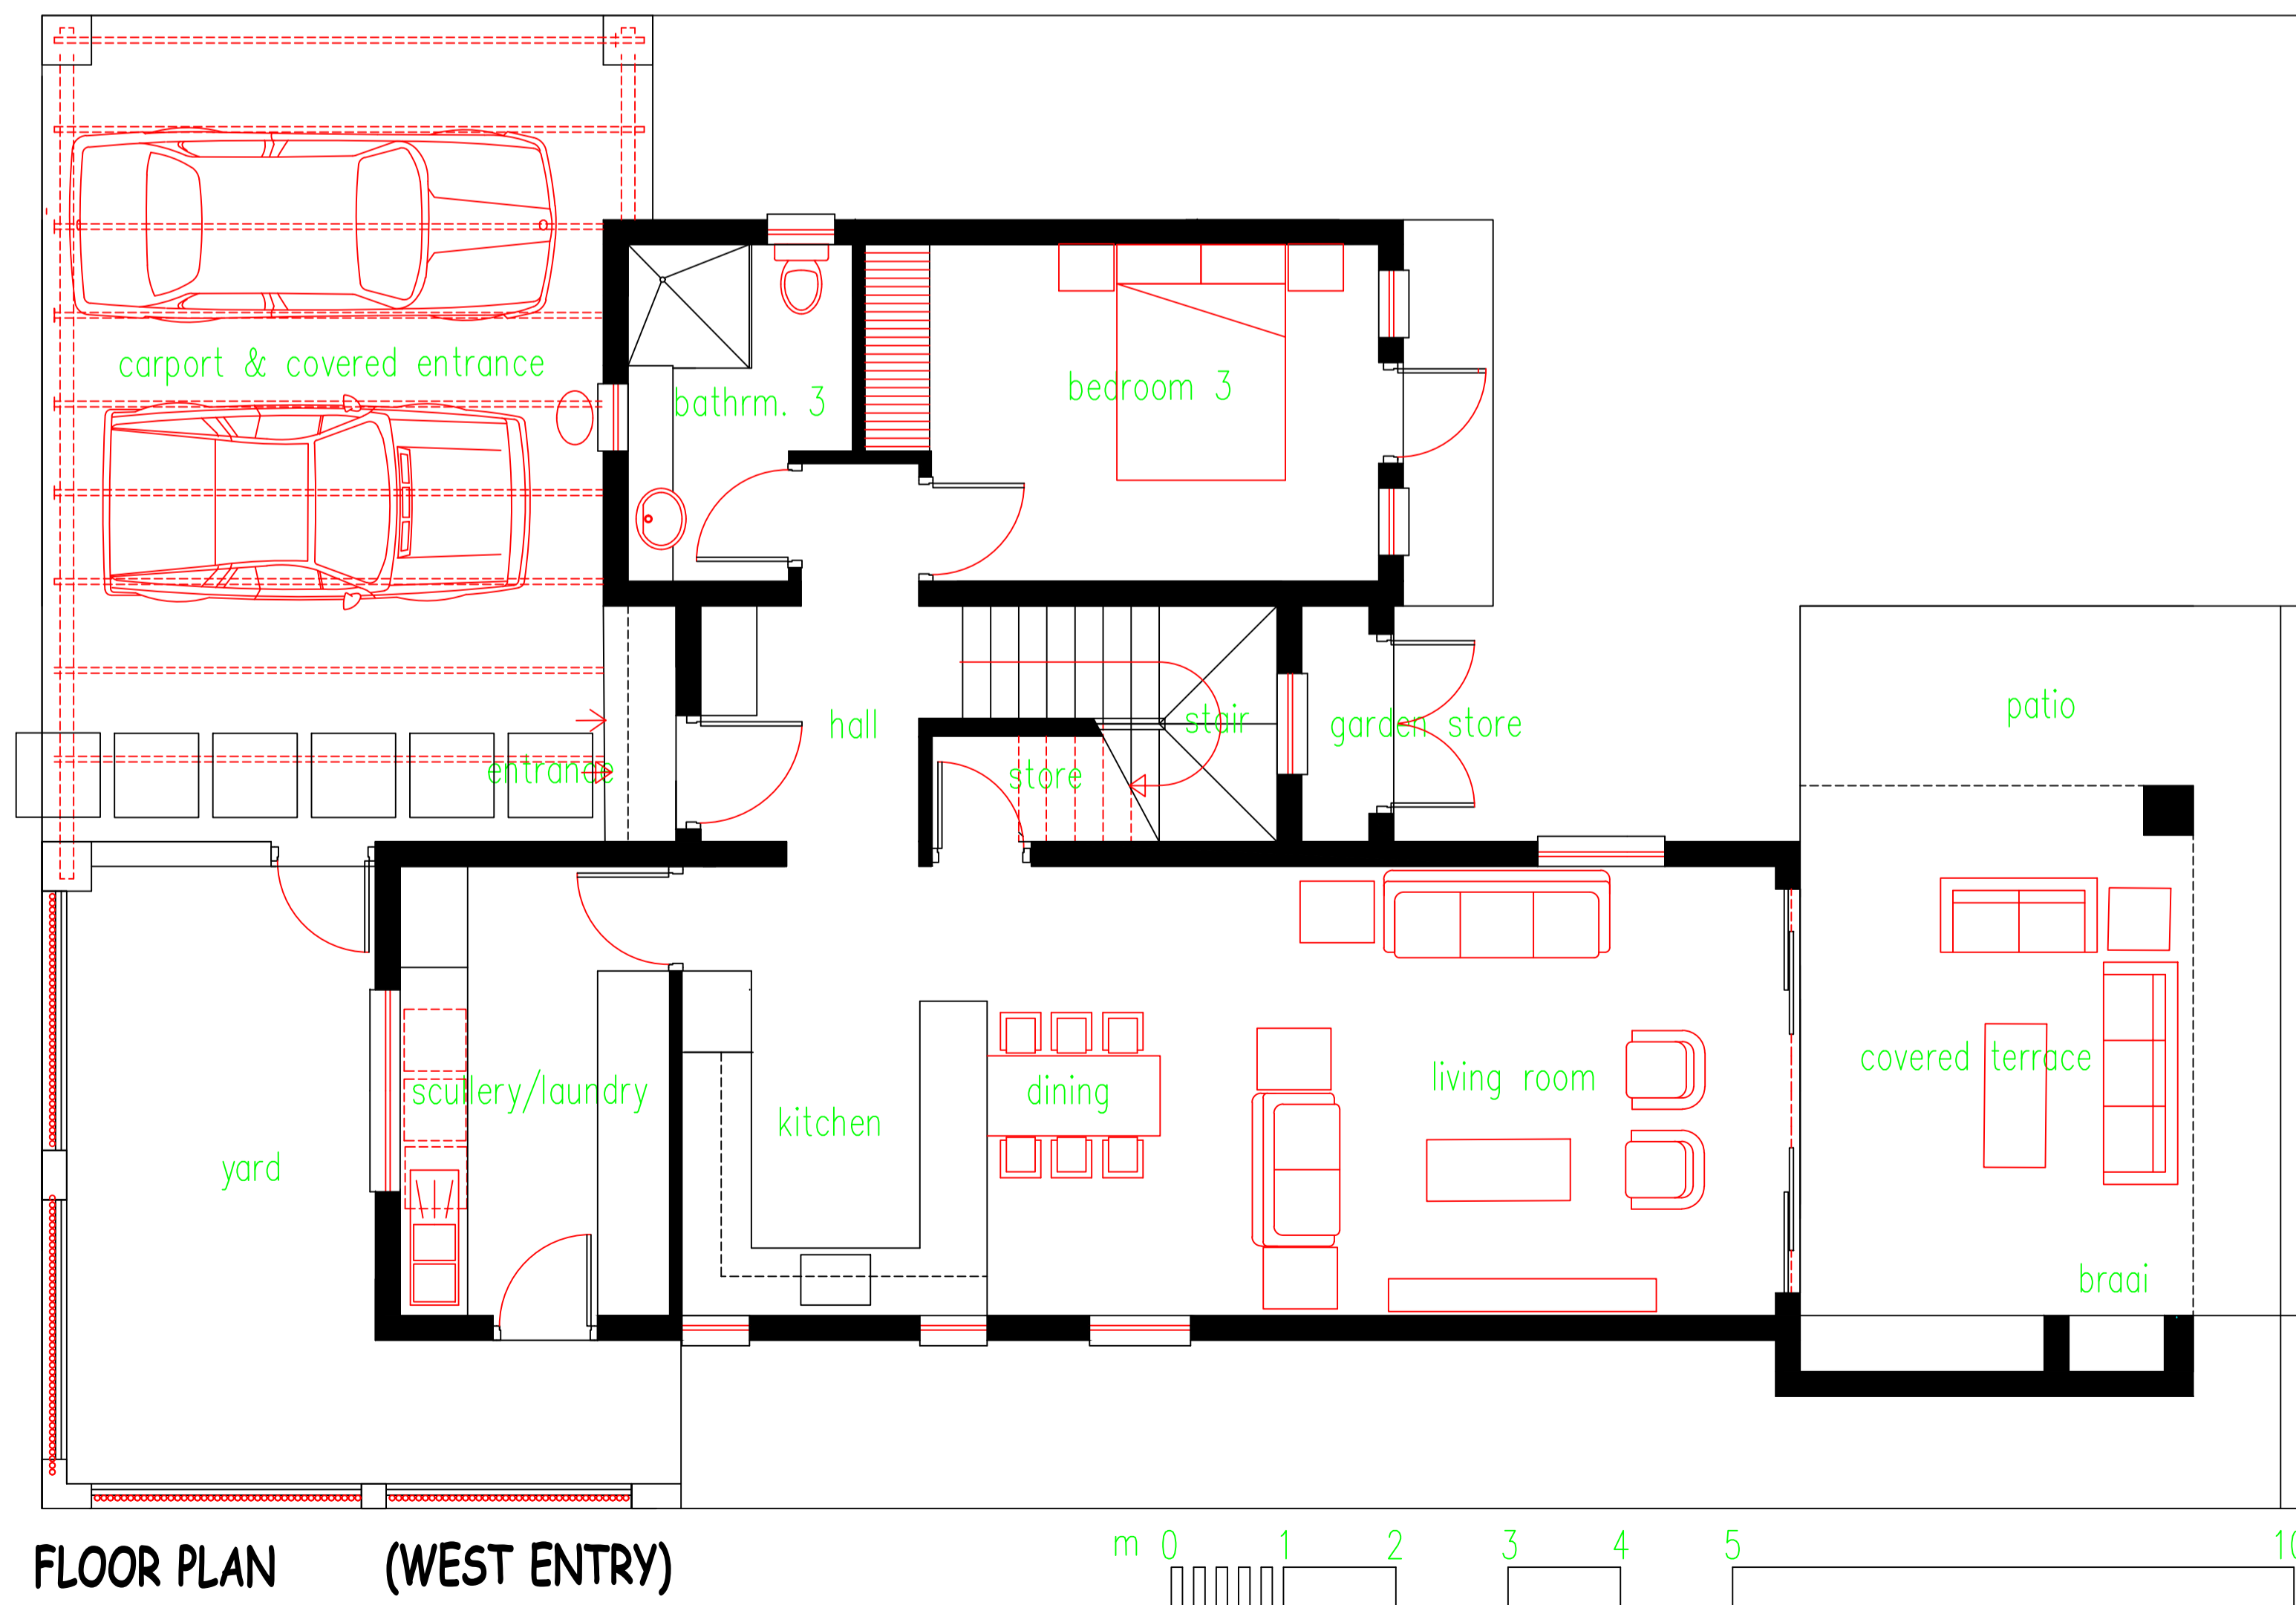 carport & covered entrance
bathrm. 3
bedroom 3
hall
stair
garden store
patio
entrance
store
covered terrace
living room
dining
scullery/laundry
kitchen
yard
braai
m 0 1 2 3 4 5 10
FLOOR PLAN (WEST ENTRY)